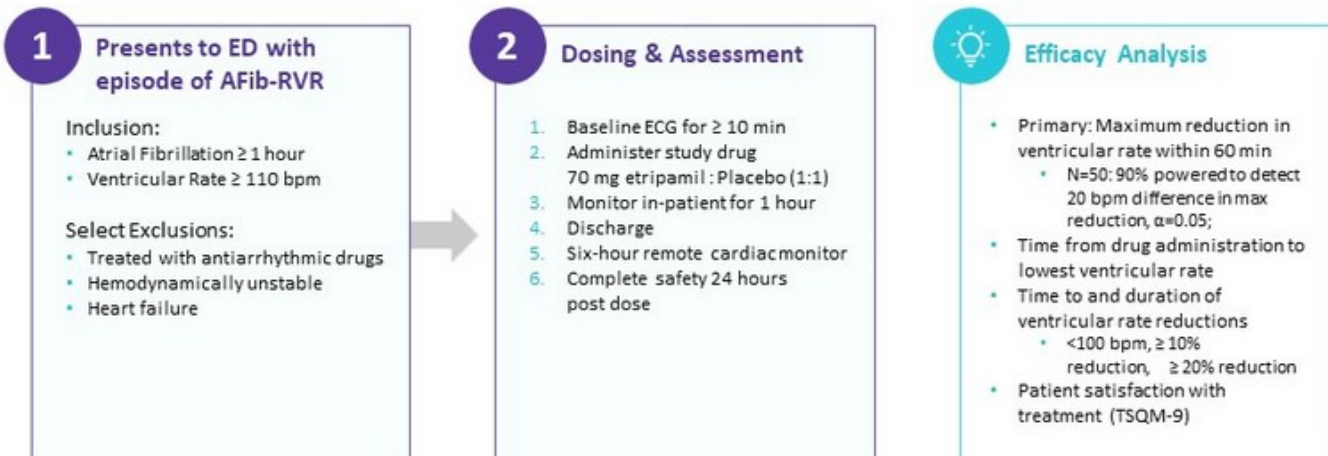 1
Presents to ED with
episode of AFib-RVR
Inclusion:
• Atrial Fibrillation ≥ 1 hour
• Ventricular Rate ≥ 110 bpm
Select Exclusions:
• Treated with antiarrhythmic drugs
• Hemodynamically unstable
• Heart failure
2
Dosing & Assessment
1. Baseline ECG for ≥ 10 min
2. Administer study drug
70 mg etripamil : Placebo (1:1)
3. Monitor in-patient for 1 hour
4. Discharge
5. Six-hour remote cardiac monitor
6. Complete safety 24 hours
post dose
Efficacy Analysis
• Primary: Maximum reduction in
ventricular rate within 60 min
• N=50: 90% powered to detect
20 bpm difference in max
reduction, α=0.05;
• Time from drug administration to
lowest ventricular rate
• Time to and duration of
ventricular rate reductions
• <100 bpm, ≥ 10%
reduction, ≥ 20% reduction
• Patient satisfaction with
treatment (TSQM-9)